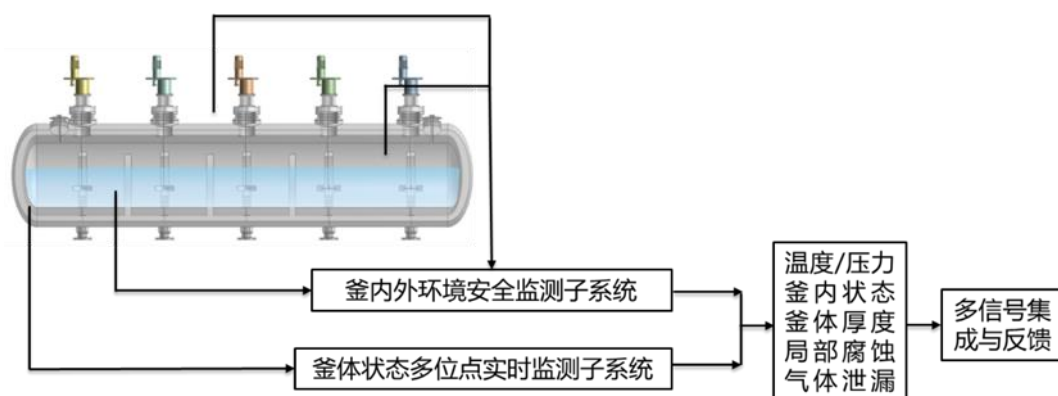 釜内外环境安全监测子系统
釜体状态多位点实时监测子系统
温度/压力
釜内状态
釜体厚度
局部腐蚀
气体泄漏
多信号集
成与反馈